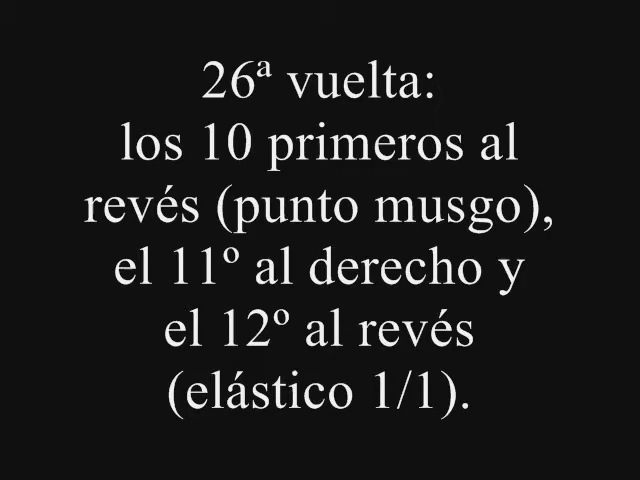 26ª vuelta:
los 10 primeros al
revés (punto musgo),
el 11º al derecho y
el 12º al revés
(elástico 1/1).